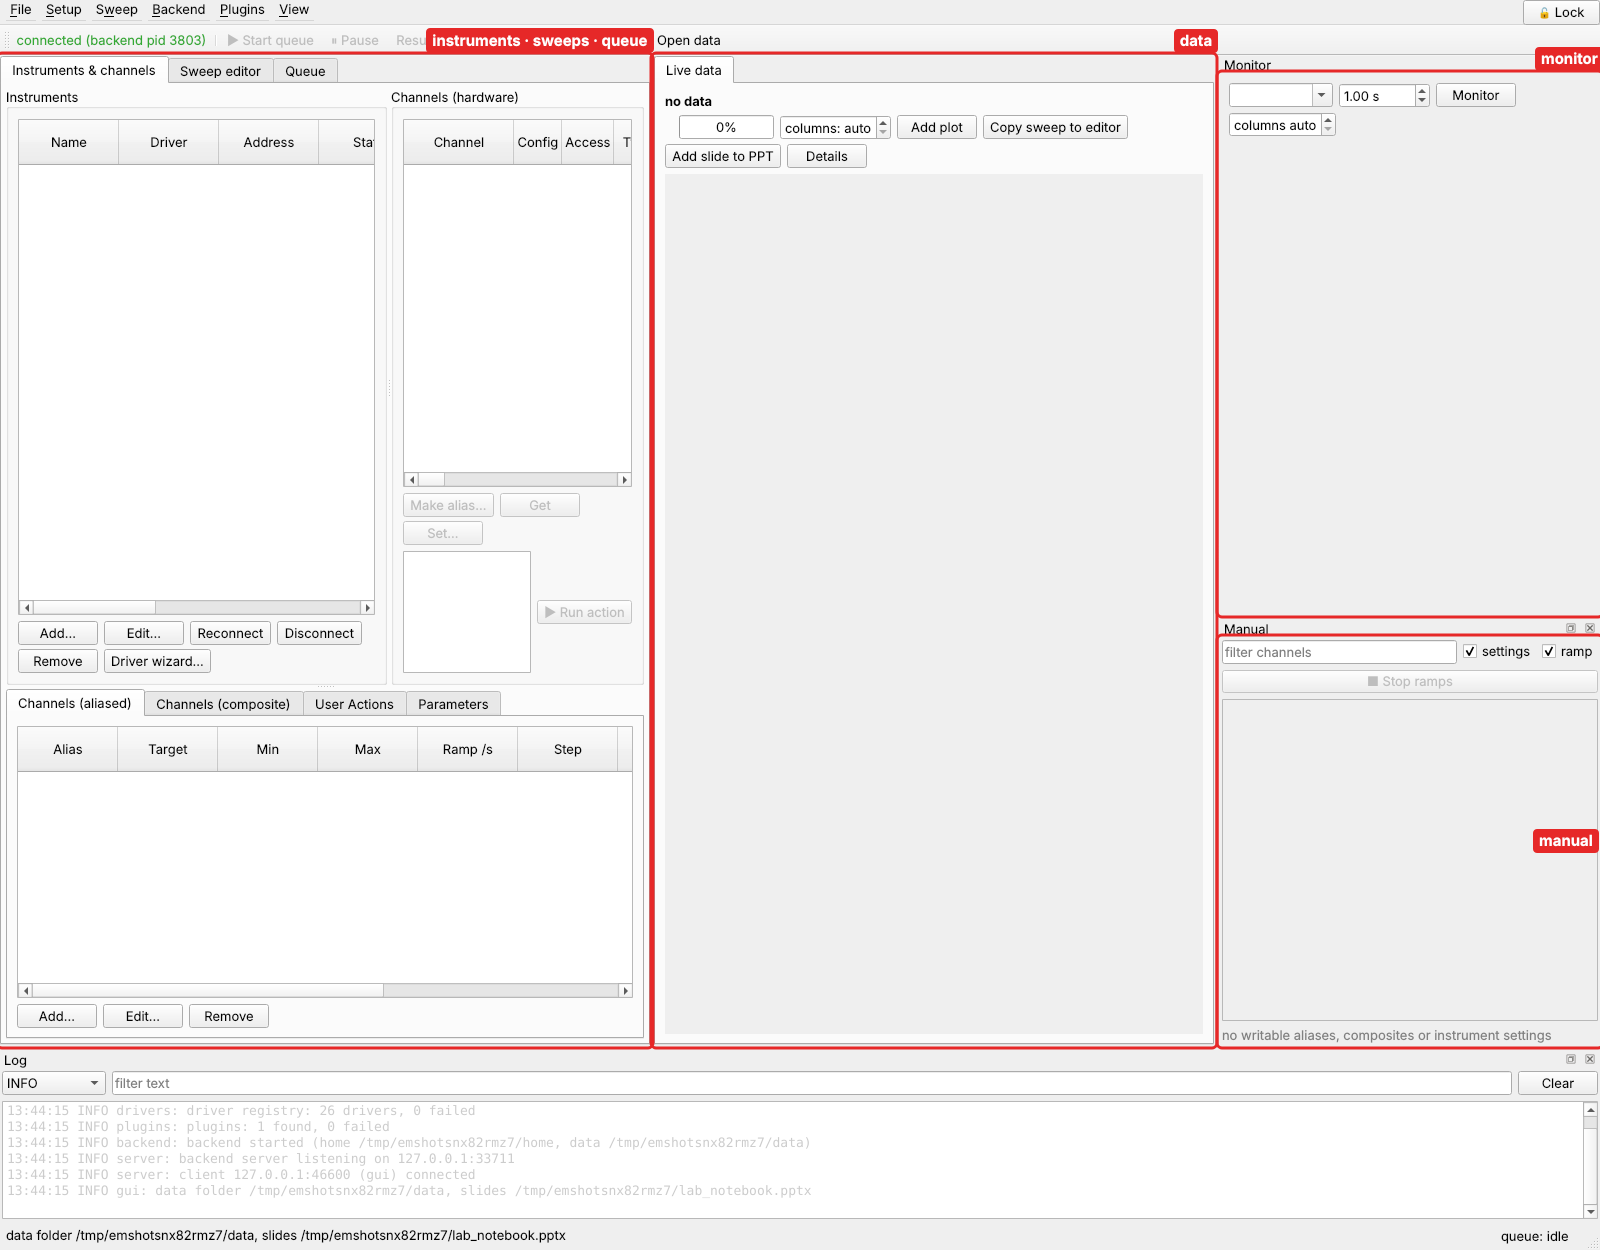 File Setup Sweep Backend Plugins View
Lock
connected (backend pid 3803) Start queue Pause Resu
instruments · sweeps · queue
Open data
data
monitor
Instruments & channels Sweep editor Queue
Live data
Monitor
Instruments
Channels (hardware)
no data
1.00 s Monitor
columns auto
0% columns: auto Add plot Copy sweep to editor
Add slide to PPT Details
Name Driver Address Stat
Channel Config Access T
Make alias... Get
Set...
Run action
Add... Edit... Reconnect Disconnect
Remove Driver wizard...
Manual
filter channels settings ramp
Stop ramps
manual
no writable aliases, composites or instrument settings
Channels (aliased) Channels (composite) User Actions Parameters
Alias Target Min Max Ramp /s Step
Add... Edit... Remove
Log
INFO filter text Clear
13:44:15 INFO drivers: driver registry: 26 drivers, 0 failed
13:44:15 INFO plugins: plugins: 1 found, 0 failed
13:44:15 INFO backend: backend started (home /tmp/emshotsnx82rmz7/home, data /tmp/emshotsnx82rmz7/data)
13:44:15 INFO server: backend server listening on 127.0.0.1:33711
13:44:15 INFO server: client 127.0.0.1:46600 (gui) connected
13:44:15 INFO gui: data folder /tmp/emshotsnx82rmz7/data, slides /tmp/emshotsnx82rmz7/lab_notebook.pptx
data folder /tmp/emshotsnx82rmz7/data, slides /tmp/emshotsnx82rmz7/lab_notebook.pptx
queue: idle